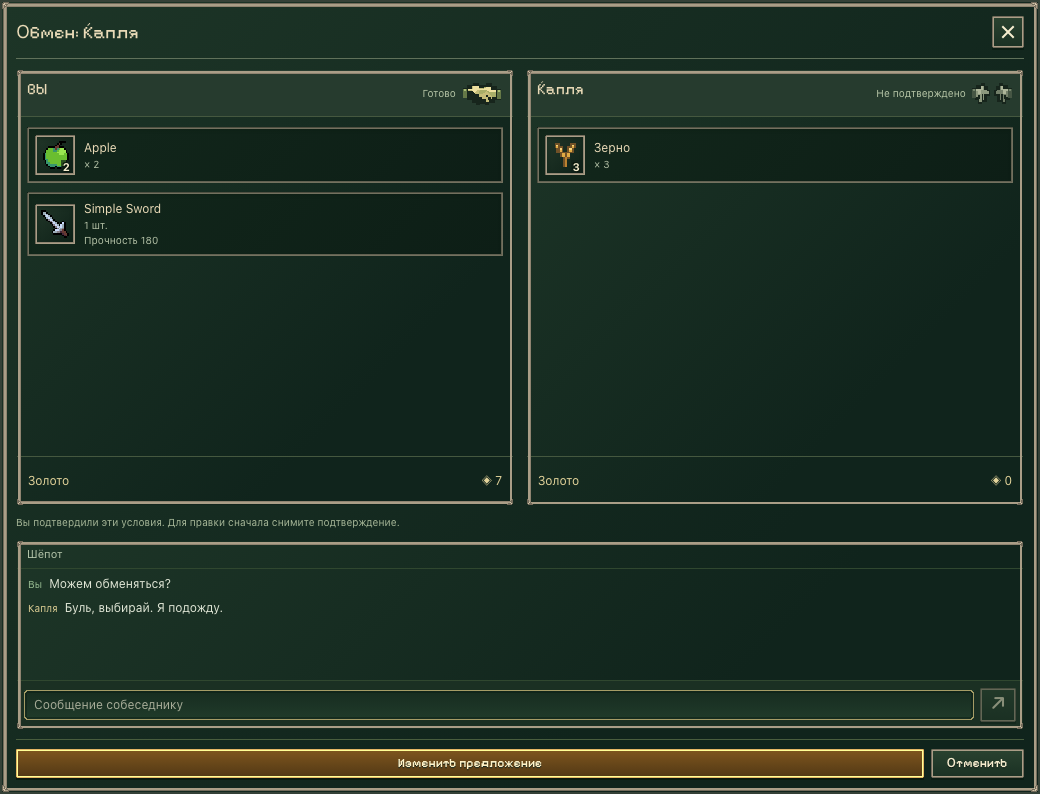 Обмен: Капля
Вы
Готово
Apple
2
× 2
Simple Sword
1 шт.
Прочность 180
Золото
7
Капля
Не подтверждено
Зерно
3
× 3
Золото
0
Вы подтвердили эти условия. Для правки сначала снимите подтверждение.
Шёпот
Вы Можем обменяться?
Капля Буль, выбирай. Я подожду.
Сообщение собеседнику
Изменить предложение
Отменить